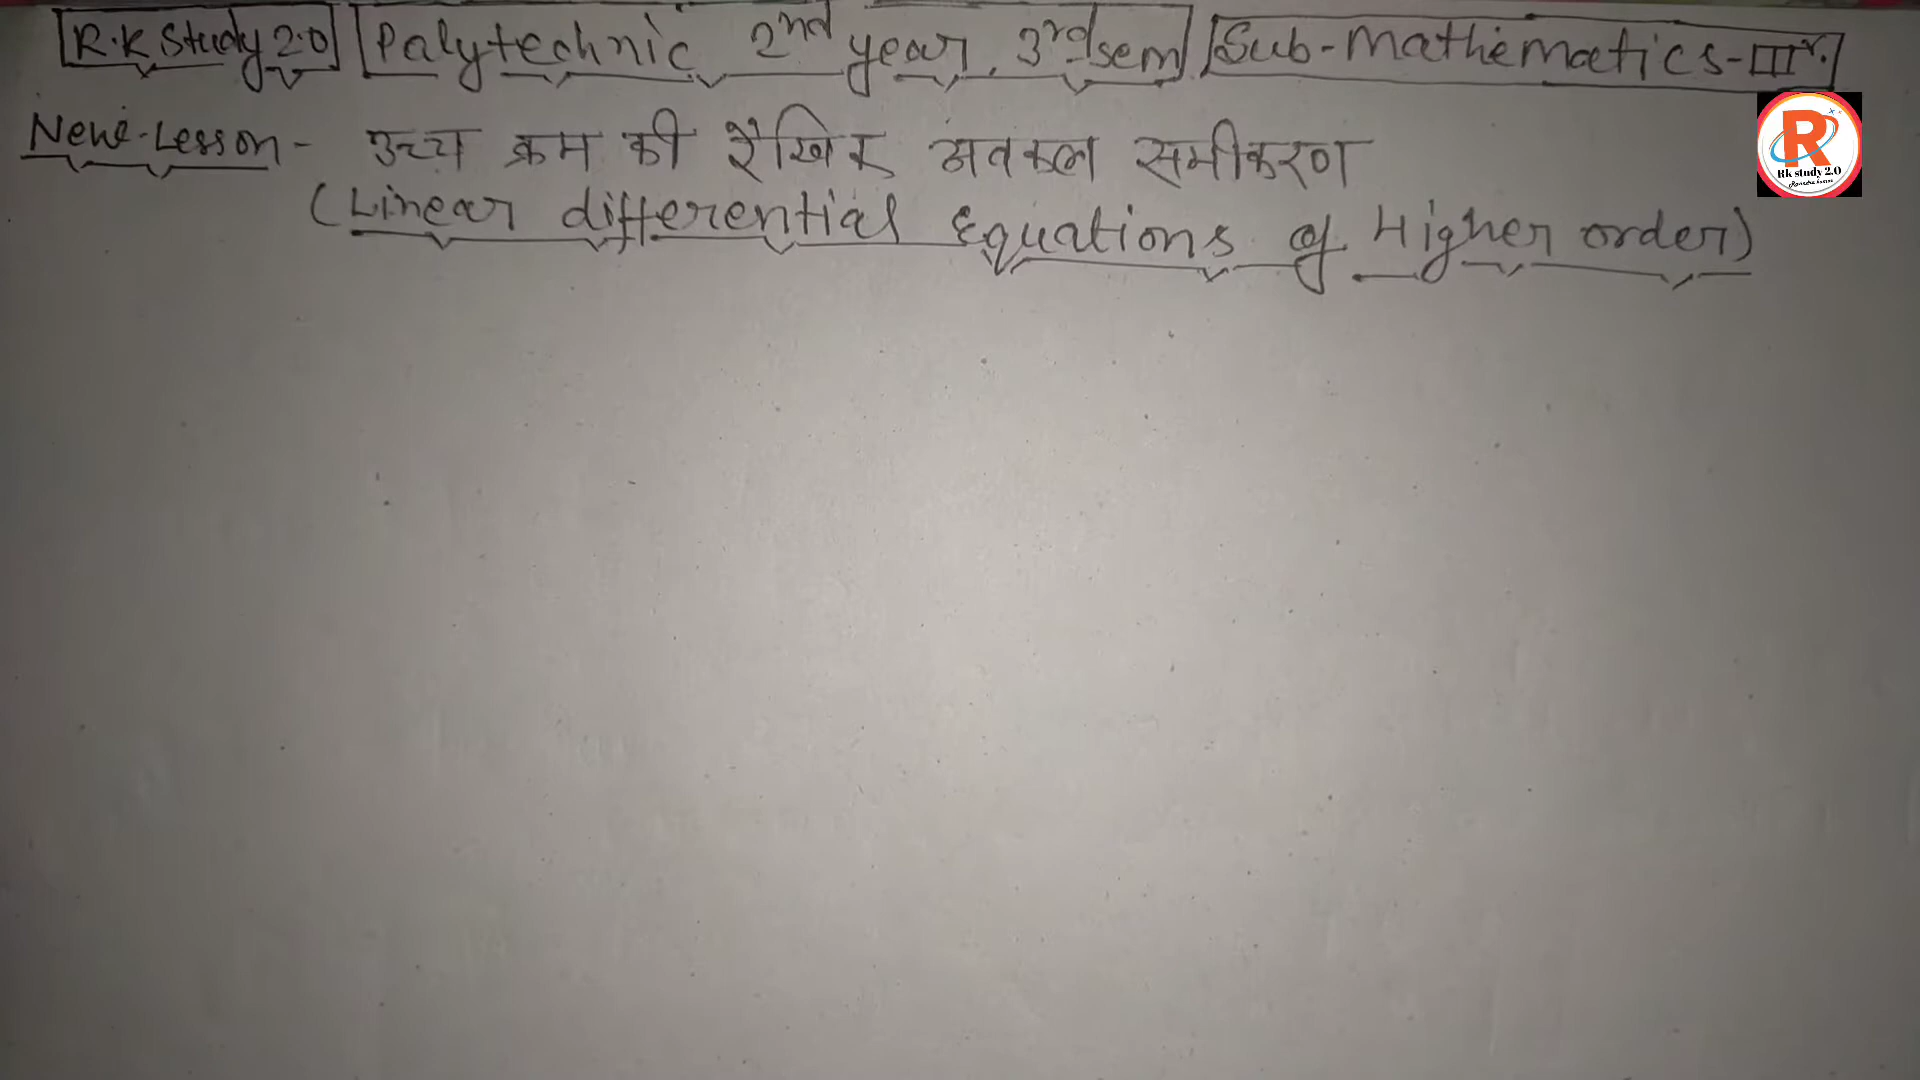 R.K Study 2.0 Palytechnic 2nd year, 3rd sem Sub-Mathematics-IIIr.
New-Lesson - उच्च क्रम की रैखिक अवकल समीकरण
(Linear differential Equations of Higher order)
R
Rk study 2.0